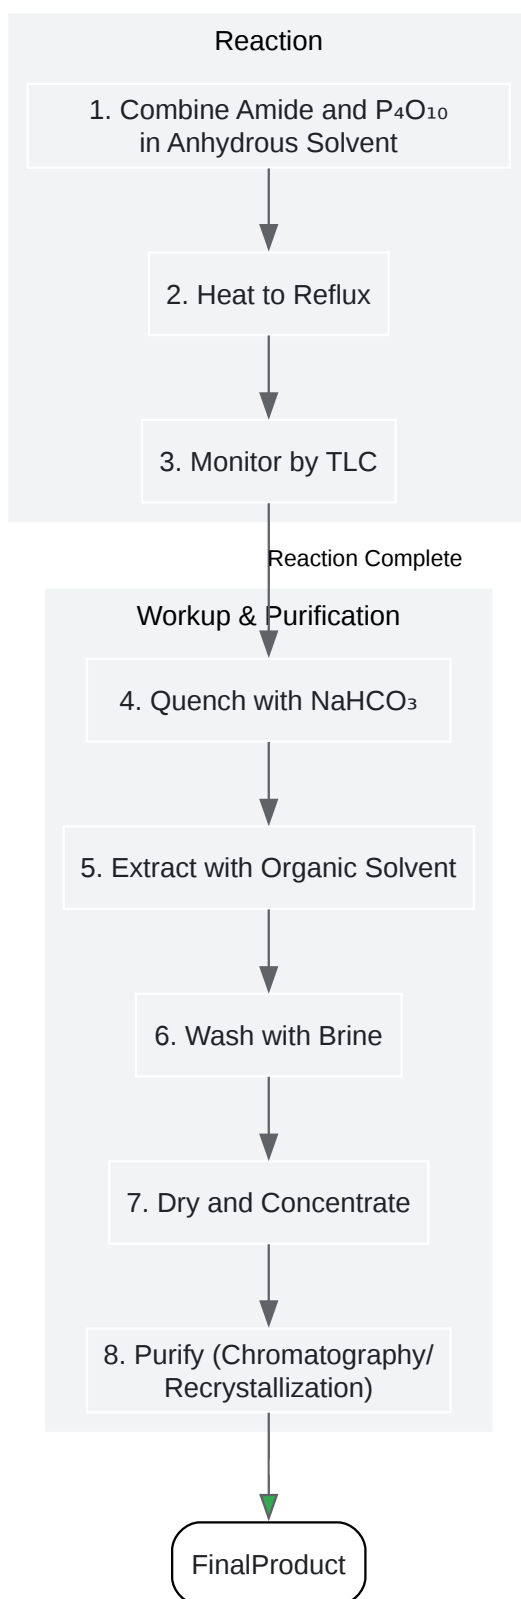 Reaction
1. Combine Amide and P₄O₁₀
in Anhydrous Solvent
2. Heat to Reflux
3. Monitor by TLC
Reaction Complete
Workup & Purification
4. Quench with NaHCO₃
5. Extract with Organic Solvent
6. Wash with Brine
7. Dry and Concentrate
8. Purify (Chromatography/
Recrystallization)
FinalProduct